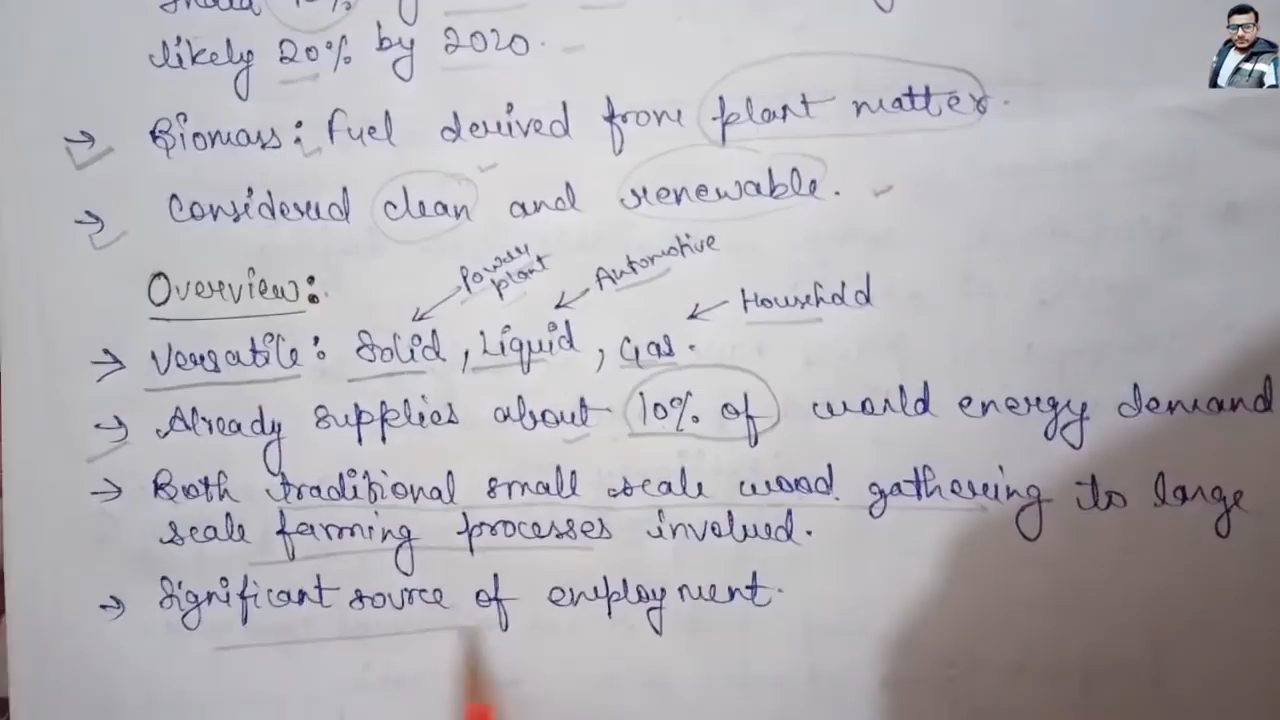 likely 20% by 2020.
→ Biomass: Fuel derived from plant matter.
→ Considered clean and renewable.
Overview:
Power plant
Automotive
Household
→ Versatile: Solid, Liquid, Gas.
→ Already supplies about 10% of world energy demand
→ Both traditional small scale wood gathering to large
scale farming processes involved.
→ Significant source of employment.